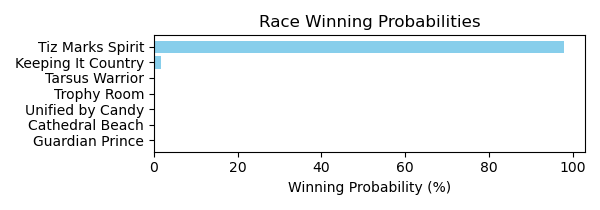 Race Winning Probabilities
Tiz Marks Spirit
Keeping It Country
Tarsus Warrior
Trophy Room
Unified by Candy
Cathedral Beach
Guardian Prince
0 20 40 60 80 100
Winning Probability (%)